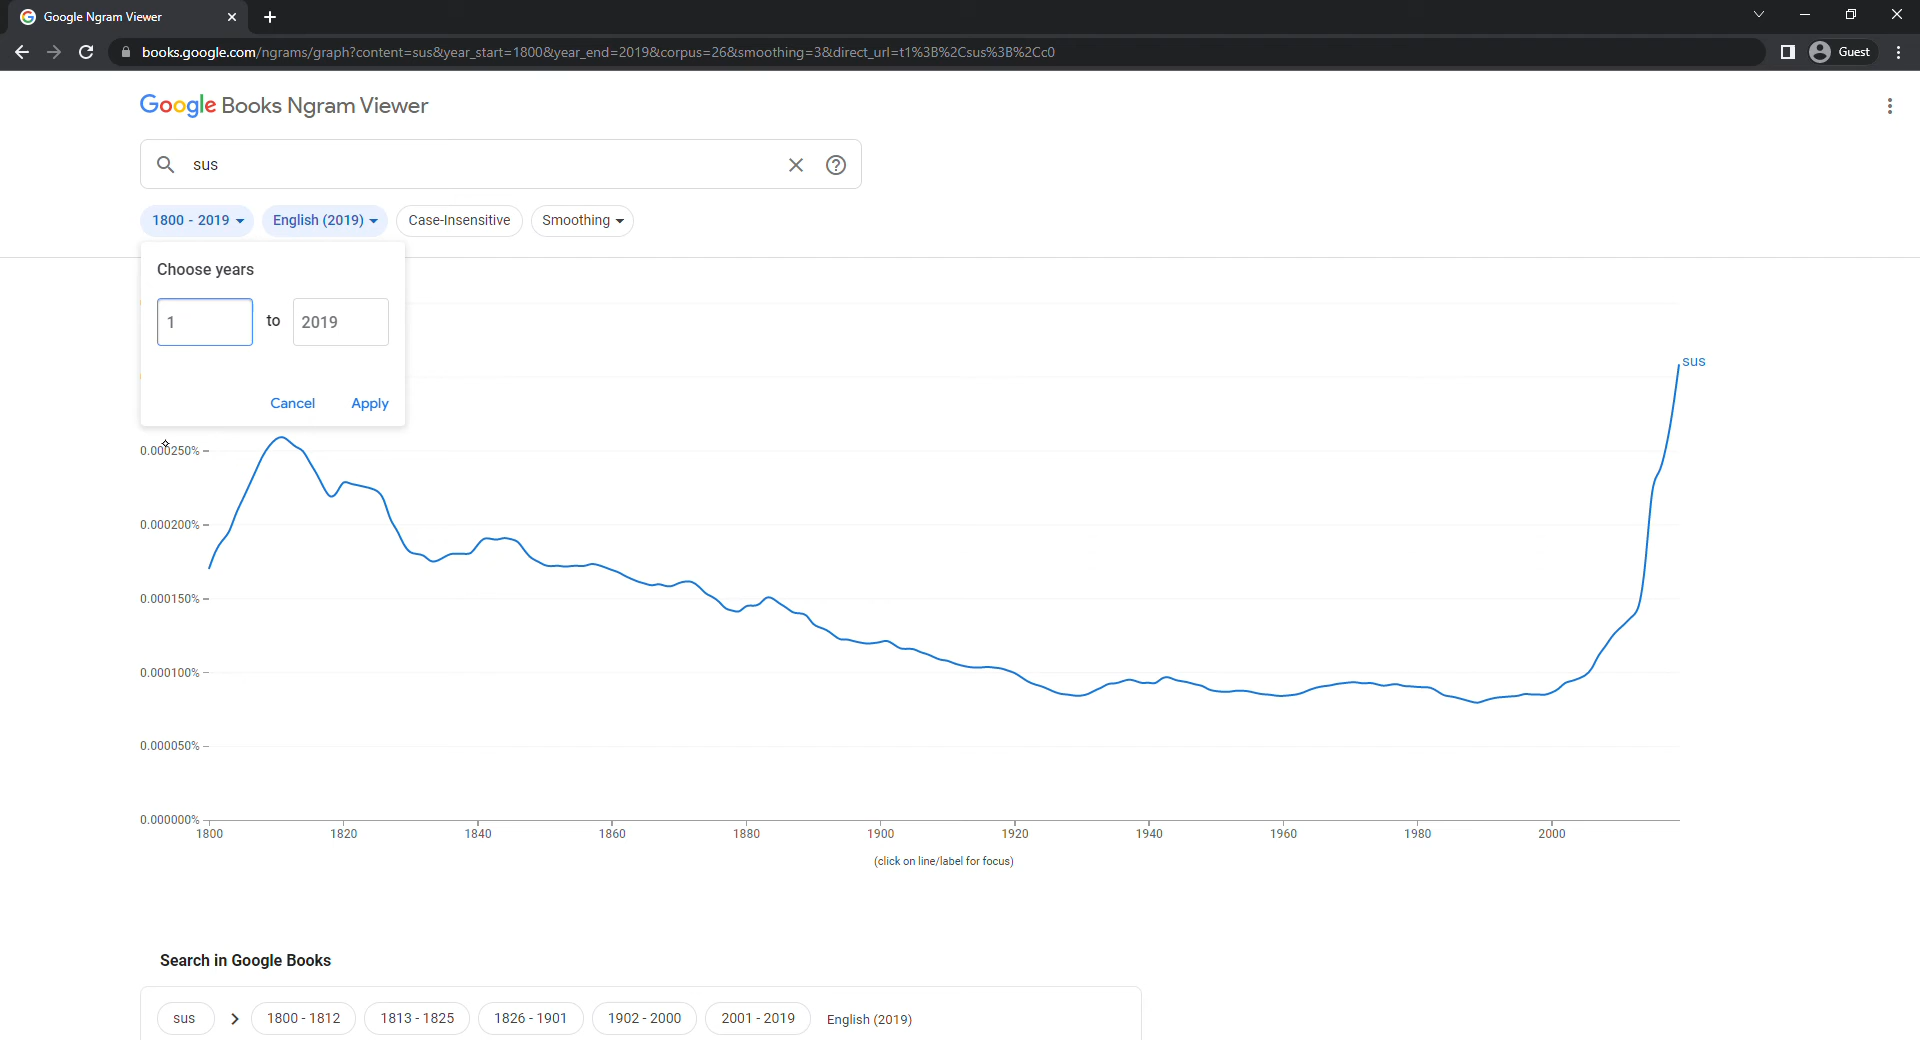 Google Ngram Viewer
books.google.com/ngrams/graph?content=sus&year_start=1800&year_end=2019&corpus=26&smoothing=3&direct_url=t1%3B%2Csus%3B%2Cc0
Guest
Google Books Ngram Viewer
sus
1800 - 2019
English (2019)
Case-Insensitive
Smoothing
Choose years
1 to 2019
Cancel Apply
sus
0.000250%
0.000200%
0.000150%
0.000100%
0.000050%
0.000000%
1800 1820 1840 1860 1880 1900 1920 1940 1960 1980 2000
(click on line/label for focus)
Search in Google Books
sus 1800 - 1812 1813 - 1825 1826 - 1901 1902 - 2000 2001 - 2019 English (2019)